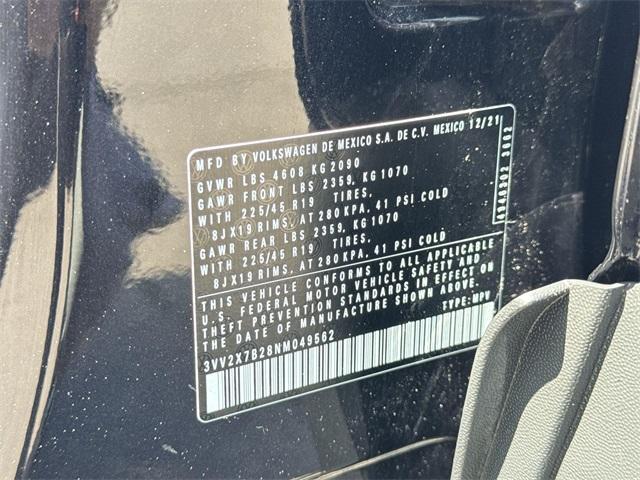 MFD BY VOLKSWAGEN DE MEXICO S.A. DE C.V. MEXICO 12/21
GVWR LBS 4608 KG 2090
GAWR FRONT LBS 2359, KG 1070
WITH 225/45 R19 TIRES,
8JX19 RIMS, AT 280 KPA, 41 PSI COLD
GAWR REAR LBS 2359, KG 1070
WITH 225/45 R19 TIRES,
8JX19 RIMS, AT 280 KPA, 41 PSI COLD
THIS VEHICLE CONFORMS TO ALL APPLICABLE
U.S. FEDERAL MOTOR VEHICLE SAFETY AND
THEFT PREVENTION STANDARDS IN EFFECT ON
THE DATE OF MANUFACTURE SHOWN ABOVE.
TYPE: MPV
3VV2X7B28NM049562